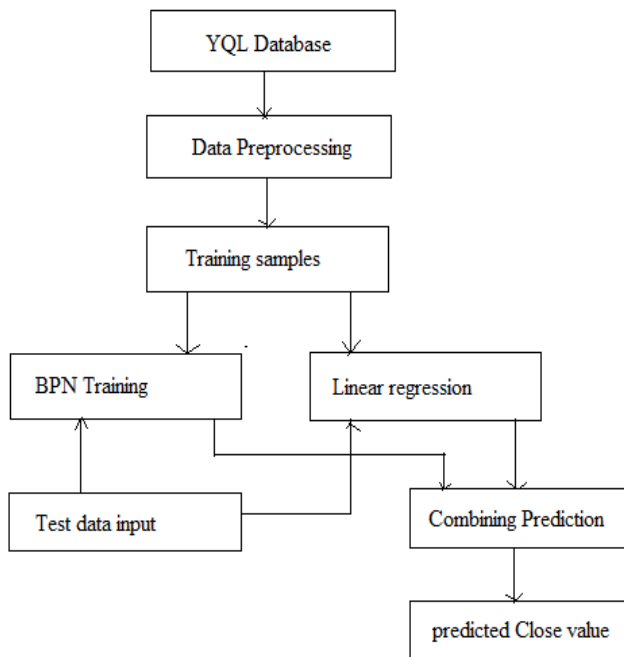 YQL Database
Data Preprocessing
Training samples
BPN Training
Linear regression
Test data input
Combining Prediction
predicted Close value